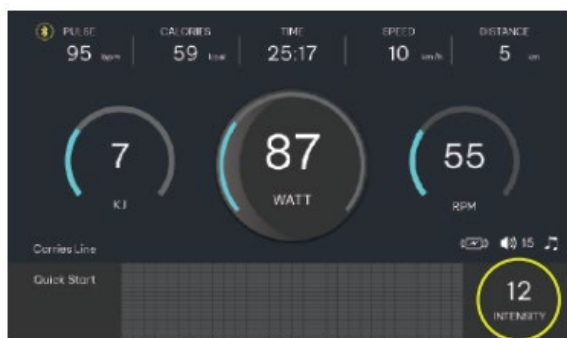 PULSE CALORIES TIME SPEED DISTANCE
95 bpm 59 kcal 25:17 10 km/h 5
7 87 55
KJ WATT RPM
Carries Line
15
Quick Start
12
INTENSITY